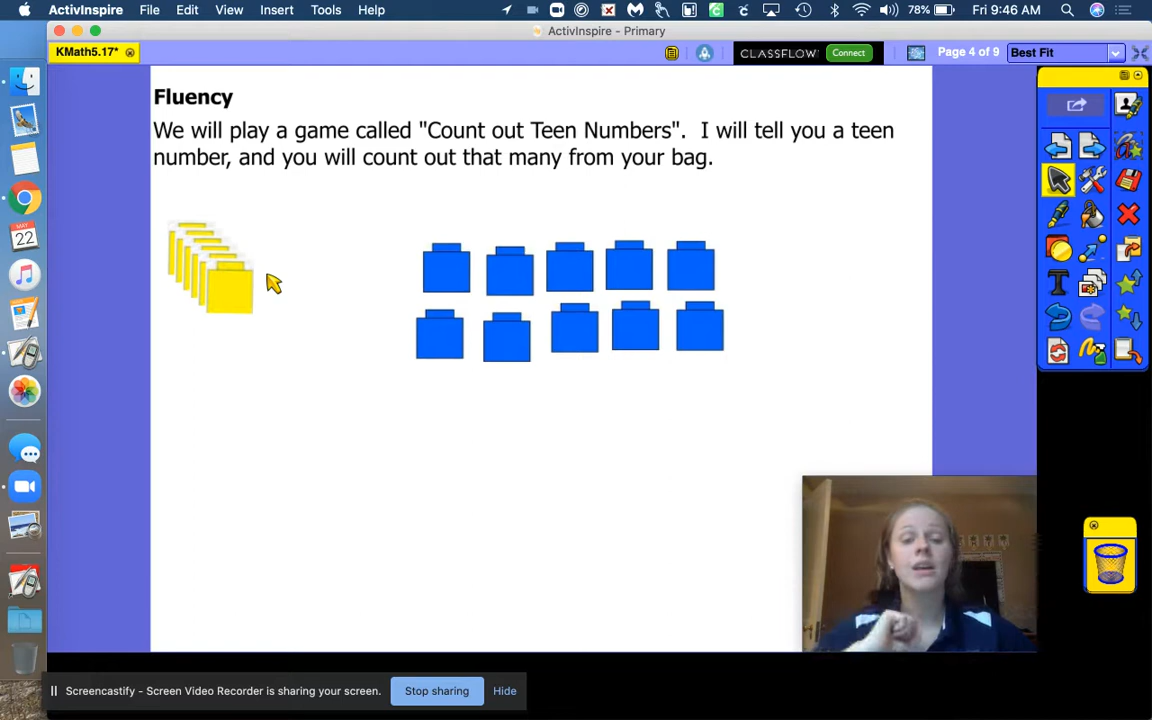 ActivInspire File Edit View Insert Tools Help 78% Fri 9:46 AM
ActivInspire - Primary
KMath5.17* CLASSFLOW Connect Page 4 of 9 Best Fit
Fluency
We will play a game called "Count out Teen Numbers". I will tell you a teen
number, and you will count out that many from your bag.
MAY
22
Screencastify - Screen Video Recorder is sharing your screen. Stop sharing Hide